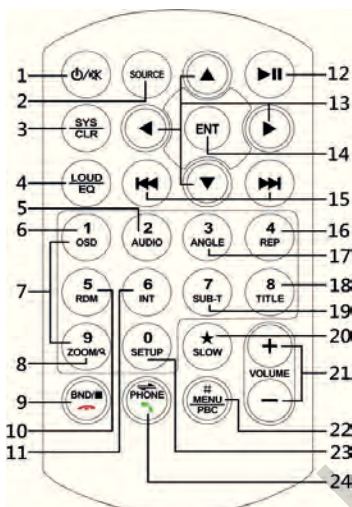 1
⏻/🔇
SOURCE
▶II
12
2
13
3
SYS
CLR
ENT
14
4
LOUD
EQ
15
5
6
1
OSD
2
AUDIO
3
ANGLE
4
REP
16
17
7
5
RDM
6
INT
7
SUB-T
8
TITLE
18
19
8
9
ZOOM/
0
SETUP
★
SLOW
+
VOLUME
−
20
21
9
BND/■
PHONE
#
MENU
PBC
10
11
22
23
24